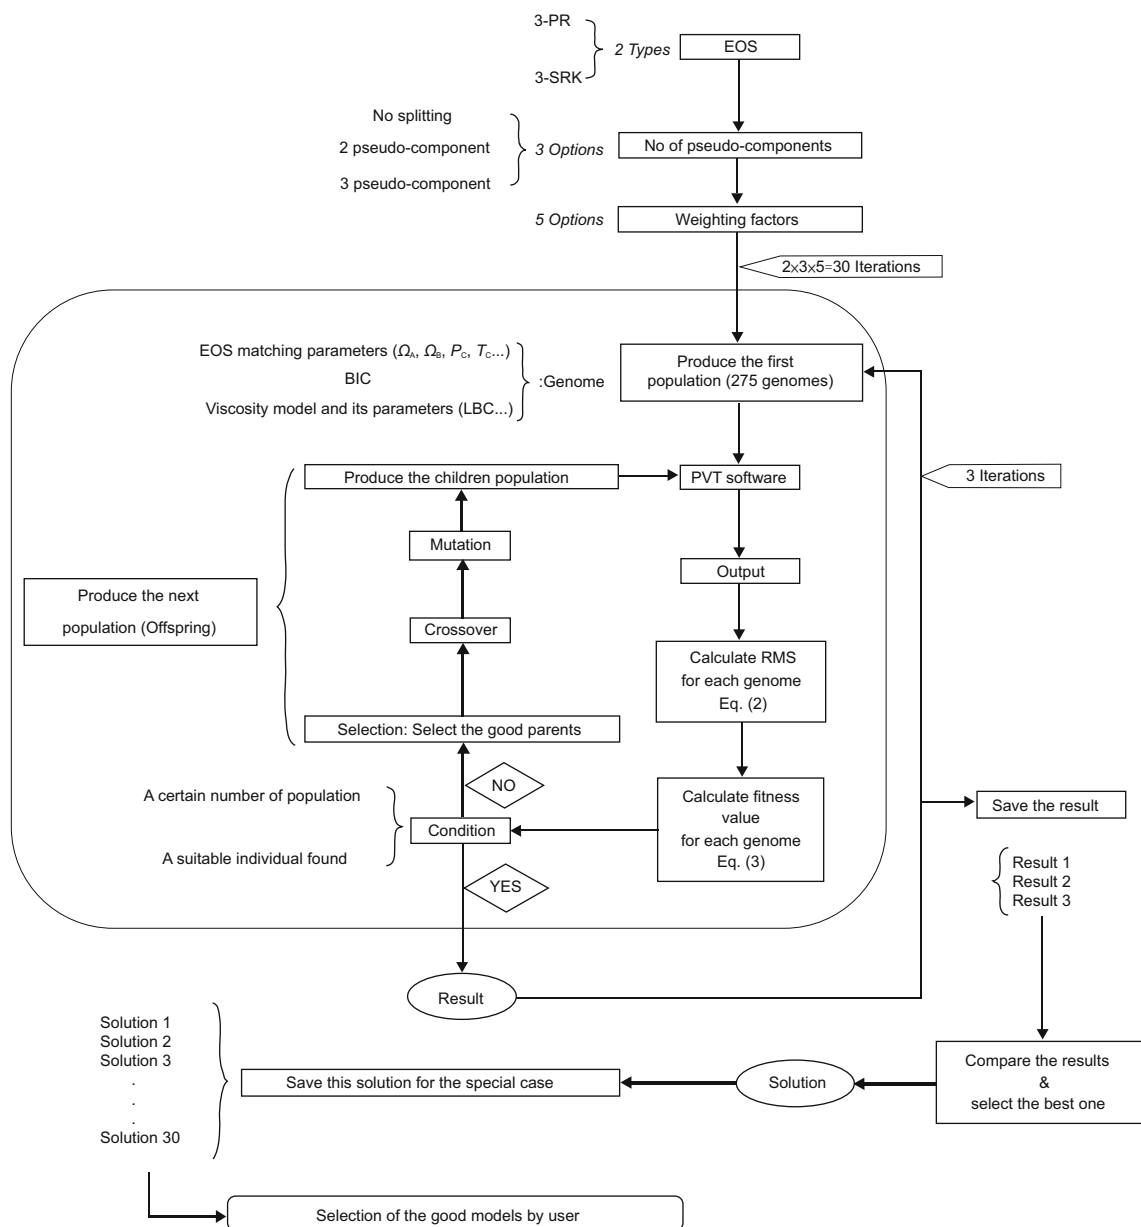 3-PR
2 Types
EOS
3-SRK
No splitting
2 pseudo-component
3 Options
No of pseudo-components
3 pseudo-component
5 Options
Weighting factors
2×3×5=30 Iterations
EOS matching parameters (Ω_A, Ω_B, P_C, T_C...)
BIC
Viscosity model and its parameters (LBC...)
:Genome
Produce the first
population (275 genomes)
Produce the children population
PVT software
3 Iterations
Mutation
Output
Produce the next
population (Offspring)
Crossover
Calculate RMS
for each genome
Eq. (2)
Selection: Select the good parents
NO
A certain number of population
Condition
A suitable individual found
Calculate fitness
value
for each genome
Eq. (3)
Save the result
YES
Result 1
Result 2
Result 3
Result
Solution 1
Solution 2
Solution 3
.
.
.
Solution 30
Save this solution for the special case
Solution
Compare the results
&
select the best one
Selection of the good models by user